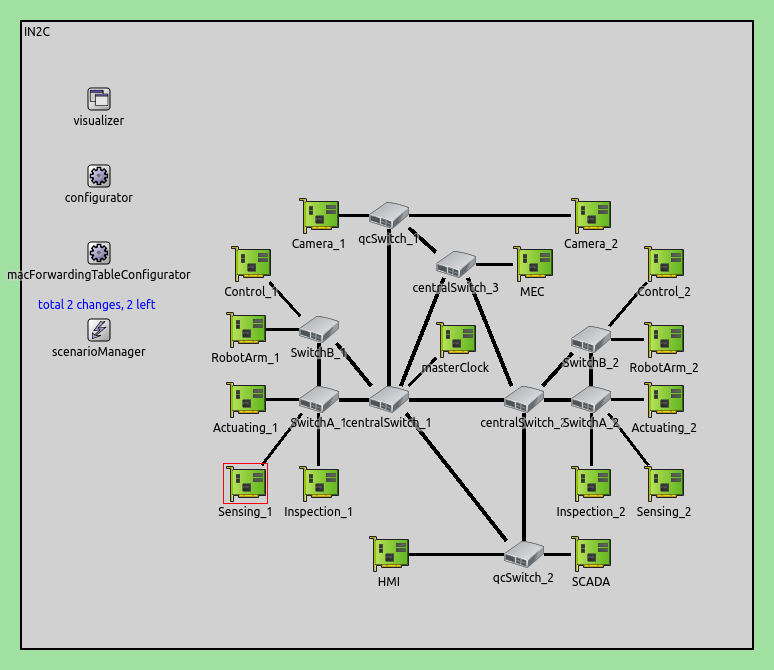 IN2C
visualizer
configurator
macForwardingTableConfigurator
total 2 changes, 2 left
scenarioManager
Camera_1
qcSwitch_1
Camera_2
Control_1
centralSwitch_3
MEC
Control_2
RobotArm_1
SwitchB_1
masterClock
SwitchB_2
RobotArm_2
Actuating_1
SwitchA_1
centralSwitch_1
centralSwitch_2
SwitchA_2
Actuating_2
Sensing_1
Inspection_1
Inspection_2
Sensing_2
HMI
qcSwitch_2
SCADA